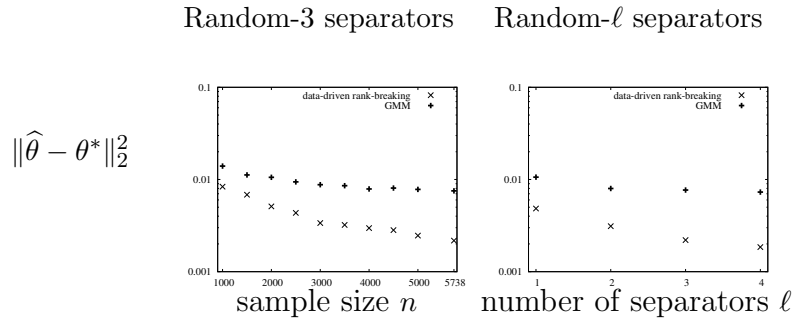 Random-3 separators
Random-ℓ separators
0.1
0.01
0.001
data-driven rank-breaking
GMM
1000 2000 3000 4000 5000 5738
0.1
0.01
0.001
data-driven rank-breaking
GMM
1 2 3 4
‖θ̂ − θ*‖₂²
sample size n
number of separators ℓ